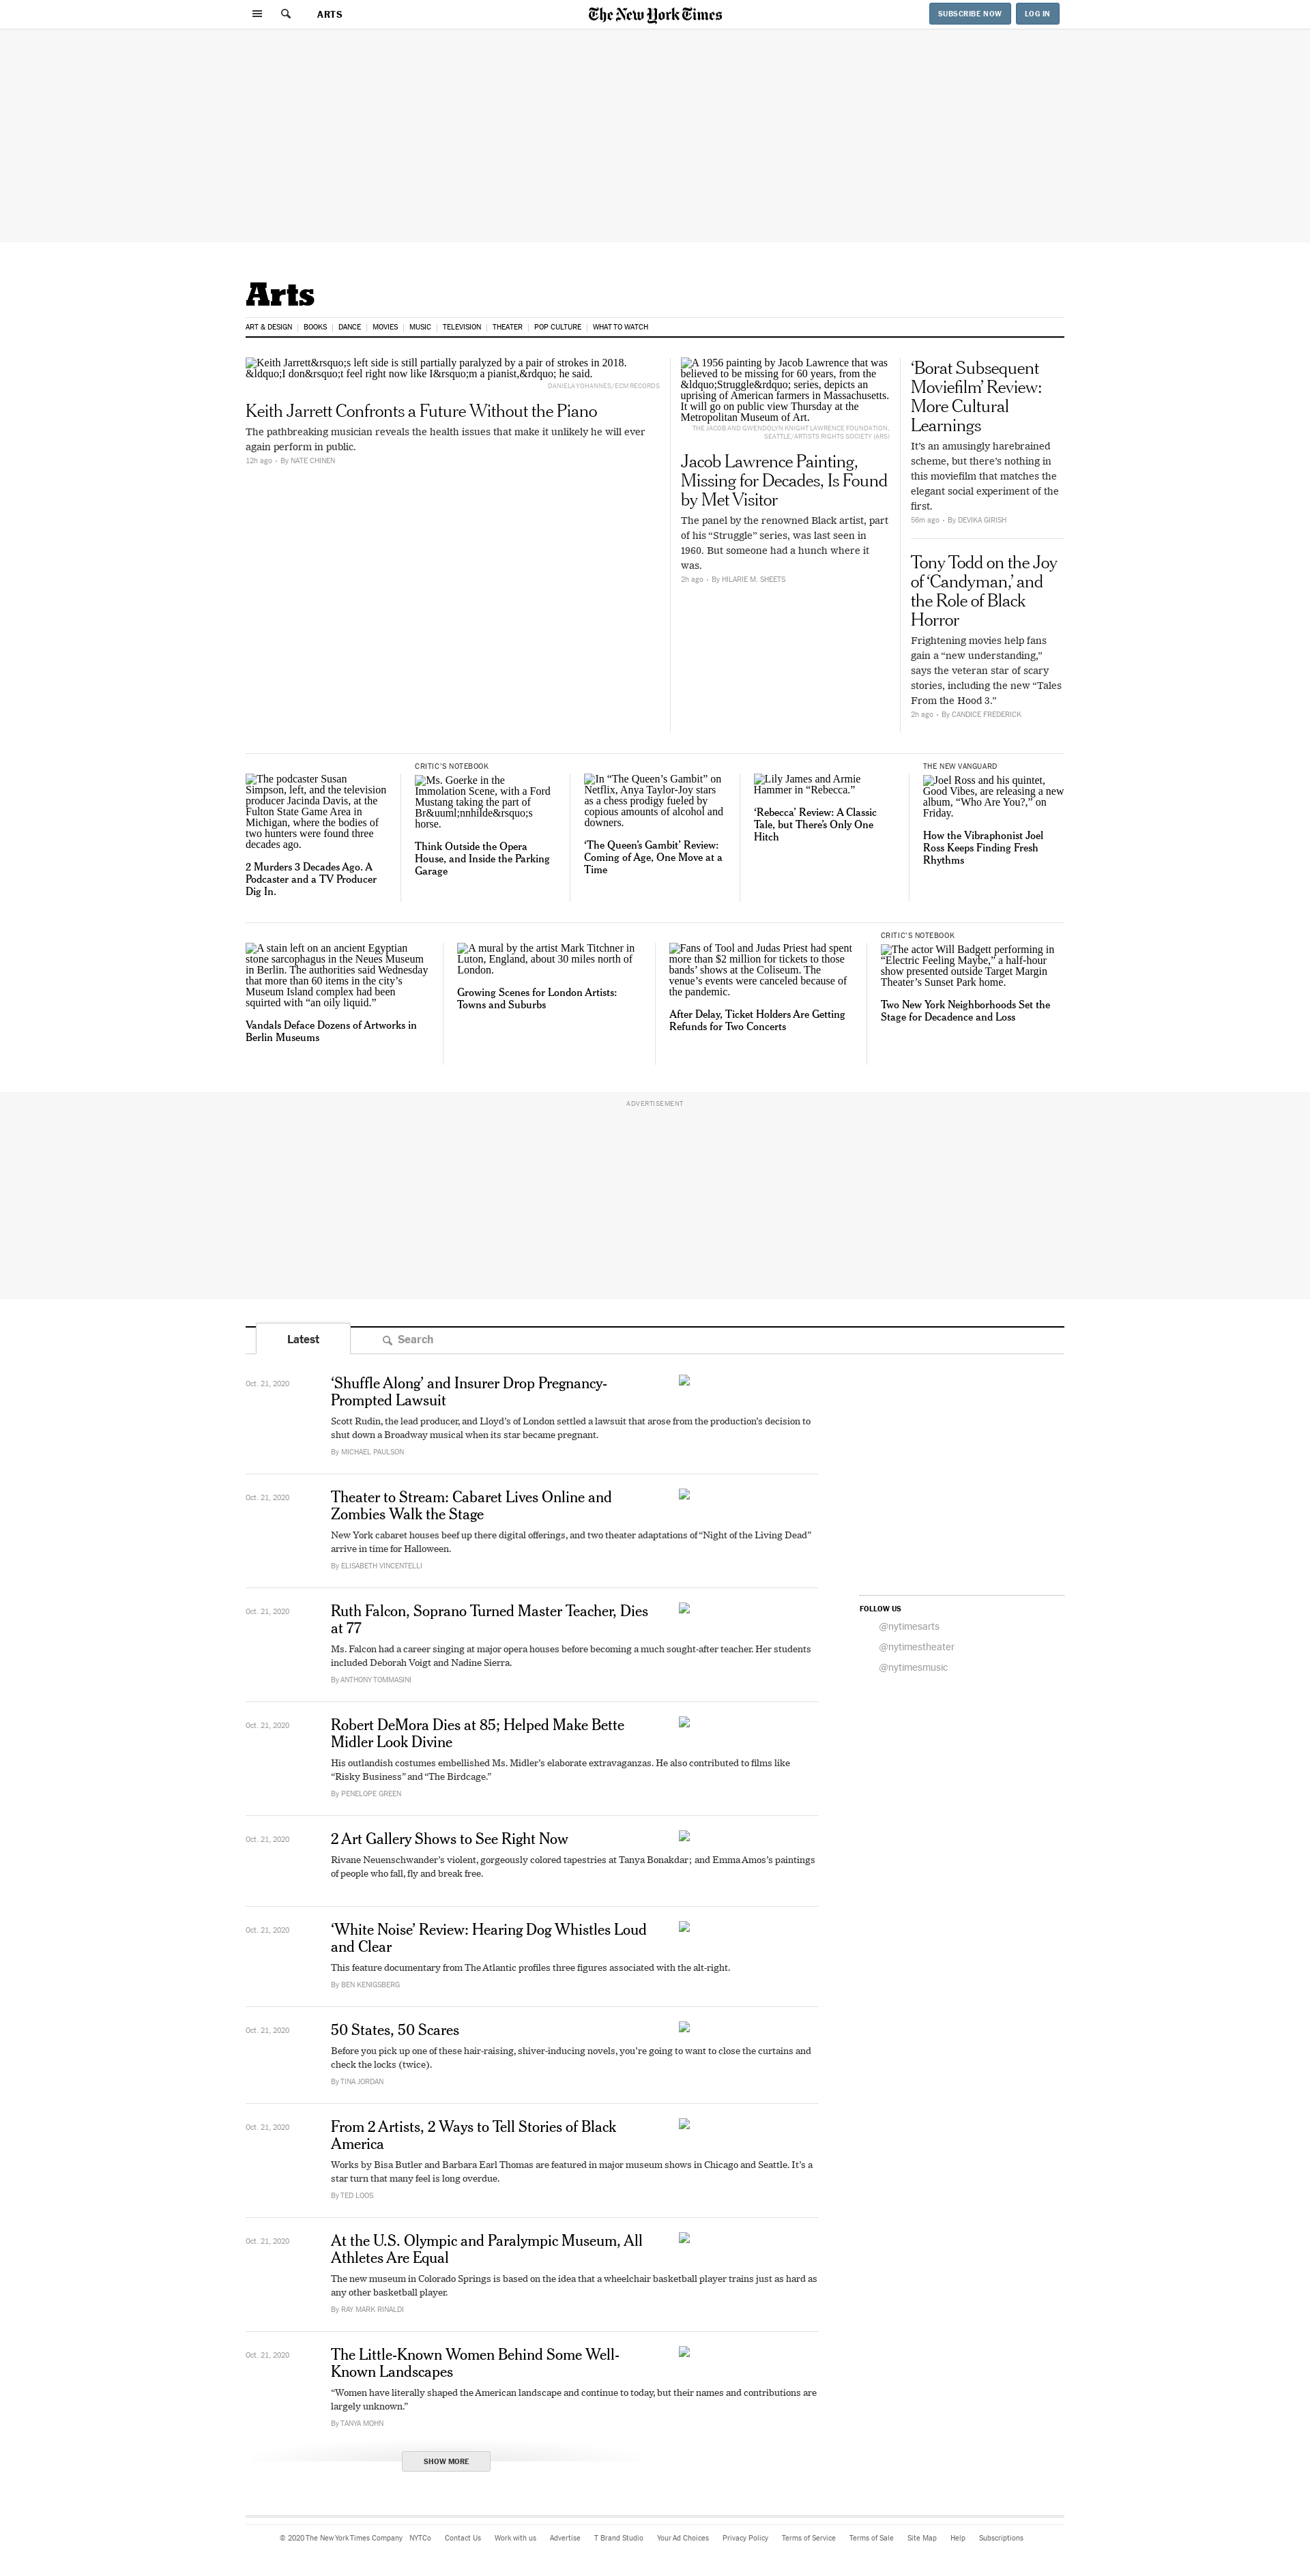 ARTS
The New York Times
SUBSCRIBE NOW
LOG IN
Arts
ART & DESIGN
BOOKS
DANCE
MOVIES
MUSIC
TELEVISION
THEATER
POP CULTURE
WHAT TO WATCH
Keith Jarrett&rsquo;s left side is still partially paralyzed by a pair of strokes in 2018.
&ldquo;I don&rsquo;t feel right now like I&rsquo;m a pianist,&rdquo; he said.
DANIELA YOHANNES/ECM RECORDS
Keith Jarrett Confronts a Future Without the Piano
The pathbreaking musician reveals the health issues that make it unlikely he will ever
again perform in public.
12h ago • By NATE CHINEN
A 1956 painting by Jacob Lawrence that was
believed to be missing for 60 years, from the
&ldquo;Struggle&rdquo; series, depicts an
uprising of American farmers in Massachusetts.
It will go on public view Thursday at the
Metropolitan Museum of Art.
THE JACOB AND GWENDOLYN KNIGHT LAWRENCE FOUNDATION,
SEATTLE/ARTISTS RIGHTS SOCIETY (ARS)
Jacob Lawrence Painting,
Missing for Decades, Is Found
by Met Visitor
The panel by the renowned Black artist, part
of his “Struggle” series, was last seen in
1960. But someone had a hunch where it
was.
2h ago • By HILARIE M. SHEETS
‘Borat Subsequent
Moviefilm’ Review:
More Cultural
Learnings
It’s an amusingly harebrained
scheme, but there’s nothing in
this moviefilm that matches the
elegant social experiment of the
first.
56m ago • By DEVIKA GIRISH
Tony Todd on the Joy
of ‘Candyman,’ and
the Role of Black
Horror
Frightening movies help fans
gain a “new understanding,”
says the veteran star of scary
stories, including the new “Tales
From the Hood 3.”
2h ago • By CANDICE FREDERICK
The podcaster Susan
Simpson, left, and the television
producer Jacinda Davis, at the
Fulton State Game Area in
Michigan, where the bodies of
two hunters were found three
decades ago.
2 Murders 3 Decades Ago. A
Podcaster and a TV Producer
Dig In.
CRITIC’S NOTEBOOK
Ms. Goerke in the
Immolation Scene, with a Ford
Mustang taking the part of
Br&uuml;nnhilde&rsquo;s
horse.
Think Outside the Opera
House, and Inside the Parking
Garage
In “The Queen’s Gambit” on
Netflix, Anya Taylor-Joy stars
as a chess prodigy fueled by
copious amounts of alcohol and
downers.
‘The Queen’s Gambit’ Review:
Coming of Age, One Move at a
Time
Lily James and Armie
Hammer in “Rebecca.”
‘Rebecca’ Review: A Classic
Tale, but There’s Only One
Hitch
THE NEW VANGUARD
Joel Ross and his quintet,
Good Vibes, are releasing a new
album, “Who Are You?,” on
Friday.
How the Vibraphonist Joel
Ross Keeps Finding Fresh
Rhythms
A stain left on an ancient Egyptian
stone sarcophagus in the Neues Museum
in Berlin. The authorities said Wednesday
that more than 60 items in the city’s
Museum Island complex had been
squirted with “an oily liquid.”
Vandals Deface Dozens of Artworks in
Berlin Museums
A mural by the artist Mark Titchner in
Luton, England, about 30 miles north of
London.
Growing Scenes for London Artists:
Towns and Suburbs
Fans of Tool and Judas Priest had spent
more than $2 million for tickets to those
bands’ shows at the Coliseum. The
venue’s events were canceled because of
the pandemic.
After Delay, Ticket Holders Are Getting
Refunds for Two Concerts
CRITIC’S NOTEBOOK
The actor Will Badgett performing in
“Electric Feeling Maybe,” a half-hour
show presented outside Target Margin
Theater’s Sunset Park home.
Two New York Neighborhoods Set the
Stage for Decadence and Loss
ADVERTISEMENT
Latest
Search
Oct. 21, 2020
‘Shuffle Along’ and Insurer Drop Pregnancy-
Prompted Lawsuit
Scott Rudin, the lead producer, and Lloyd’s of London settled a lawsuit that arose from the production’s decision to
shut down a Broadway musical when its star became pregnant.
By MICHAEL PAULSON
Oct. 21, 2020
Theater to Stream: Cabaret Lives Online and
Zombies Walk the Stage
New York cabaret houses beef up there digital offerings, and two theater adaptations of “Night of the Living Dead”
arrive in time for Halloween.
By ELISABETH VINCENTELLI
Oct. 21, 2020
Ruth Falcon, Soprano Turned Master Teacher, Dies
at 77
Ms. Falcon had a career singing at major opera houses before becoming a much sought-after teacher. Her students
included Deborah Voigt and Nadine Sierra.
By ANTHONY TOMMASINI
FOLLOW US
@nytimesarts
@nytimestheater
@nytimesmusic
Oct. 21, 2020
Robert DeMora Dies at 85; Helped Make Bette
Midler Look Divine
His outlandish costumes embellished Ms. Midler’s elaborate extravaganzas. He also contributed to films like
“Risky Business” and “The Birdcage.”
By PENELOPE GREEN
Oct. 21, 2020
2 Art Gallery Shows to See Right Now
Rivane Neuenschwander’s violent, gorgeously colored tapestries at Tanya Bonakdar; and Emma Amos’s paintings
of people who fall, fly and break free.
Oct. 21, 2020
‘White Noise’ Review: Hearing Dog Whistles Loud
and Clear
This feature documentary from The Atlantic profiles three figures associated with the alt-right.
By BEN KENIGSBERG
Oct. 21, 2020
50 States, 50 Scares
Before you pick up one of these hair-raising, shiver-inducing novels, you’re going to want to close the curtains and
check the locks (twice).
By TINA JORDAN
Oct. 21, 2020
From 2 Artists, 2 Ways to Tell Stories of Black
America
Works by Bisa Butler and Barbara Earl Thomas are featured in major museum shows in Chicago and Seattle. It’s a
star turn that many feel is long overdue.
By TED LOOS
Oct. 21, 2020
At the U.S. Olympic and Paralympic Museum, All
Athletes Are Equal
The new museum in Colorado Springs is based on the idea that a wheelchair basketball player trains just as hard as
any other basketball player.
By RAY MARK RINALDI
Oct. 21, 2020
The Little-Known Women Behind Some Well-
Known Landscapes
“Women have literally shaped the American landscape and continue to today, but their names and contributions are
largely unknown.”
By TANYA MOHN
SHOW MORE
© 2020 The New York Times Company
NYTCo
Contact Us
Work with us
Advertise
T Brand Studio
Your Ad Choices
Privacy Policy
Terms of Service
Terms of Sale
Site Map
Help
Subscriptions